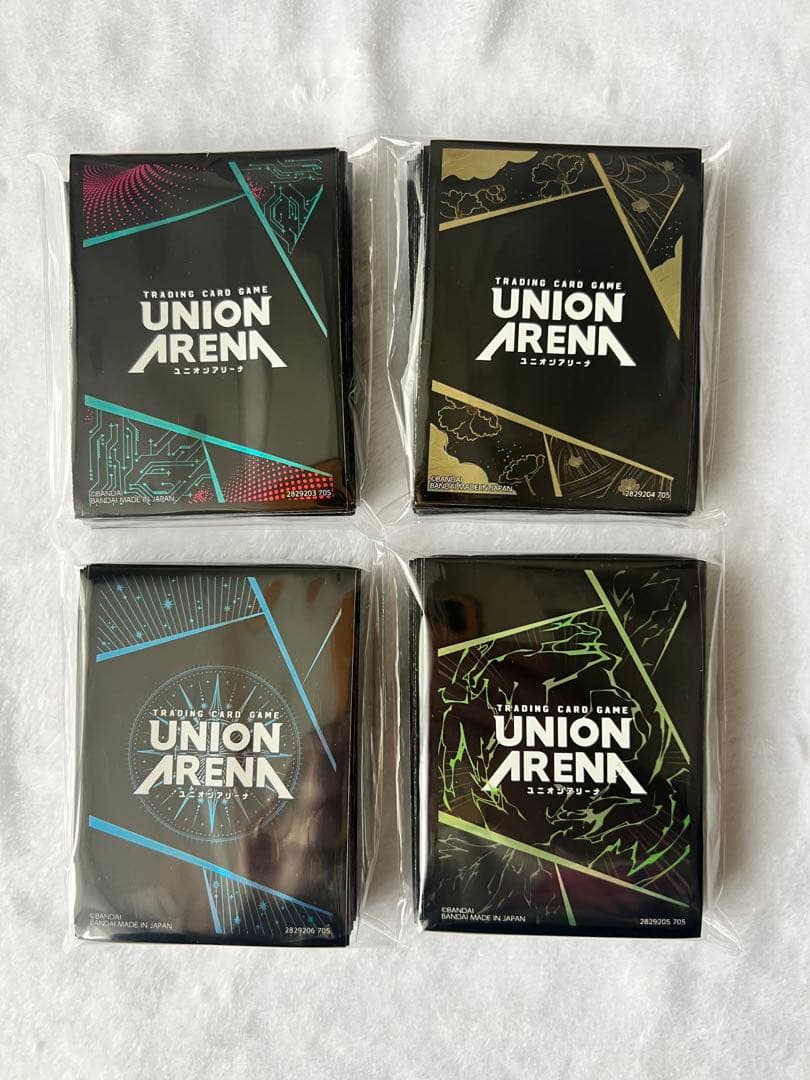 TRADING CARD GAME
UNION
ARENA
ユニオンアリーナ
©BANDAI
BANDAI MADE IN JAPAN
2829203 705
TRADING CARD GAME
UNION
ARENA
ユニオンアリーナ
©BANDAI
BANDAI MADE IN JAPAN
2829204 705
TRADING CARD GAME
UNION
ARENA
ユニオンアリーナ
©BANDAI
BANDAI MADE IN JAPAN
2829206 705
TRADING CARD GAME
UNION
ARENA
ユニオンアリーナ
©BANDAI
BANDAI MADE IN JAPAN
2829205 705